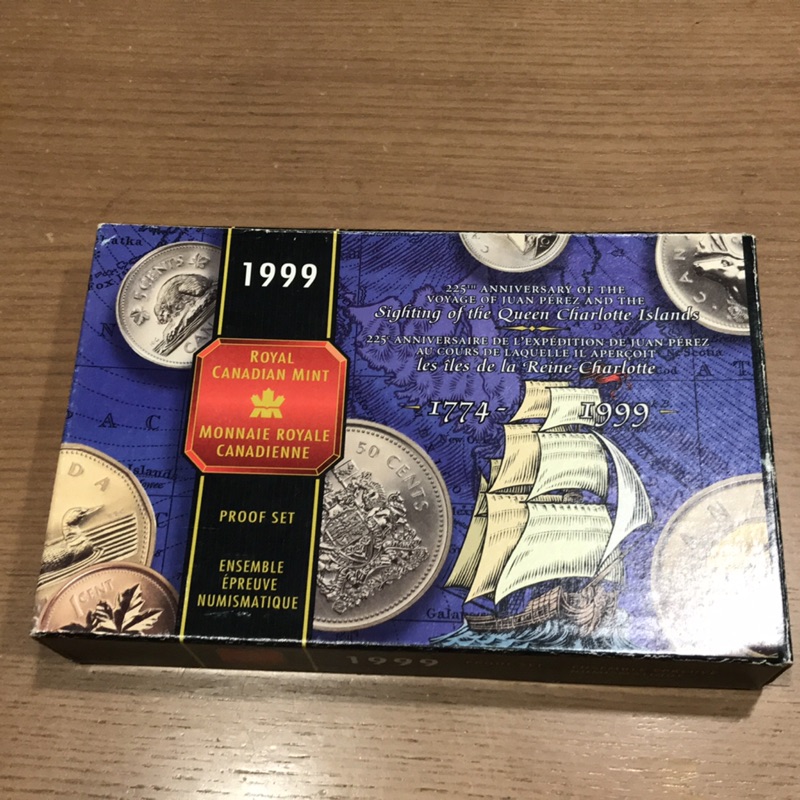 1999
ROYAL
CANADIAN MINT
MONNAIE ROYALE
CANADIENNE
PROOF SET
ENSEMBLE
ÉPREUVE
NUMISMATIQUE
225TH ANNIVERSARY OF THE
VOYAGE OF JUAN PÉREZ AND THE
Sighting of the Queen Charlotte Islands
225E ANNIVERSAIRE DE L'EXPÉDITION DE JUAN PÉREZ
AU COURS DE LAQUELLE IL APERÇOIT
les îles de la Reine-Charlotte
1774 - 1999
5 CENTS
50 CENTS
1 CENT
1999